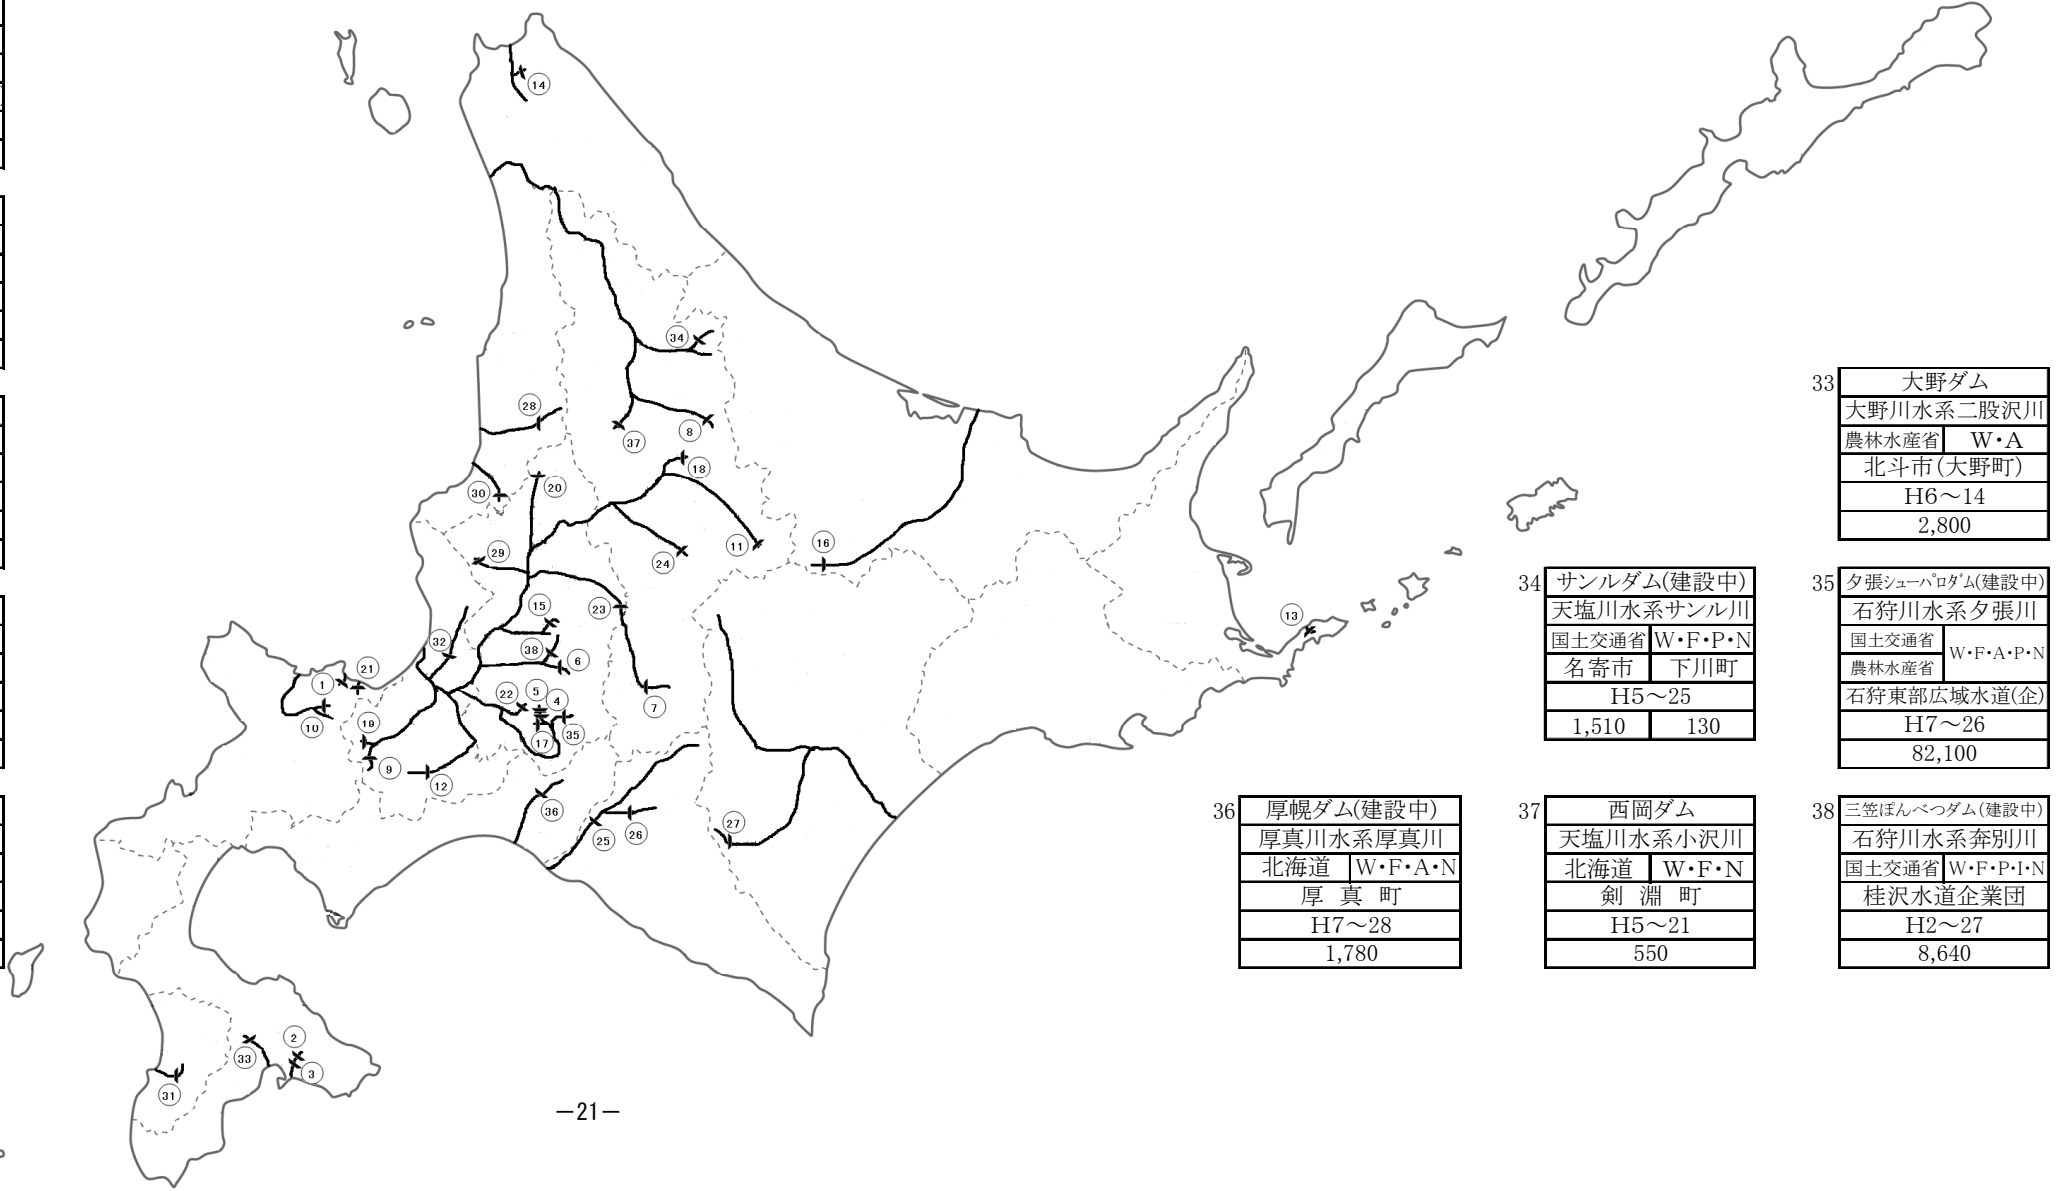 14
34
28
8
37
18
20
30
29
11
24
16
15
23
13
32
38
21
6
1
22
5
4
7
10
19
17
35
9
12
36
25
26
27
2
33
3
31
33
大野ダム
大野川水系二股沢川
農林水産省 W・A
北斗市(大野町)
H6～14
2,800
34
サンルダム(建設中)
天塩川水系サンル川
国土交通省 W・F・P・N
名寄市 下川町
H5～25
1,510 130
35
夕張シューパロダム(建設中)
石狩川水系夕張川
国土交通省 W・F・A・P・N
農林水産省
石狩東部広域水道(企)
H7～26
82,100
36
厚幌ダム(建設中)
厚真川水系厚真川
北海道 W・F・A・N
厚 真 町
H7～28
1,780
37
西岡ダム
天塩川水系小沢川
北海道 W・F・N
剣 淵 町
H5～21
550
38
三笠ぽんべつダム(建設中)
石狩川水系奔別川
国土交通省 W・F・P・I・N
桂沢水道企業団
H2～27
8,640
－21－